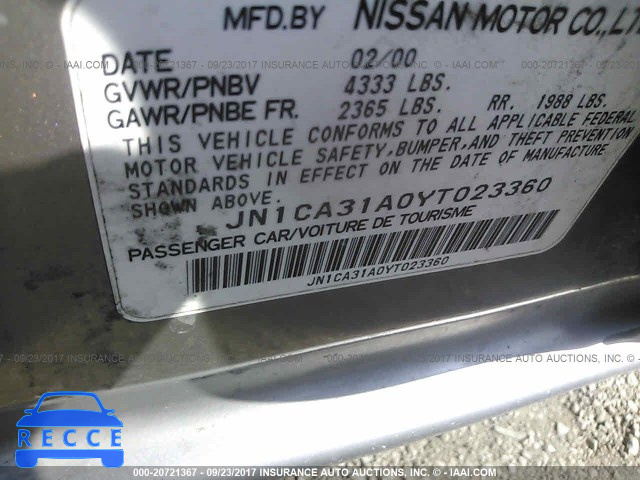 MFD.BY NISSAN MOTOR CO.,LT
DATE 02/00
GVWR/PNBV 4333 LBS.
GAWR/PNBE FR. 2365 LBS. RR. 1988 LBS.
THIS VEHICLE CONFORMS TO ALL APPLICABLE FEDERAL
MOTOR VEHICLE SAFETY, BUMPER, AND THEFT PREVENTION
STANDARDS IN EFFECT ON THE DATE OF MANUFACTURE
SHOWN ABOVE.
JN1CA31A0YT023360
PASSENGER CAR/VOITURE DE TOURISME
JN1CA31A0YT023360
000-20721367 - 09/23/2017 INSURANCE AUTO AUCTIONS, INC. - © IAAI.COM
RECCE